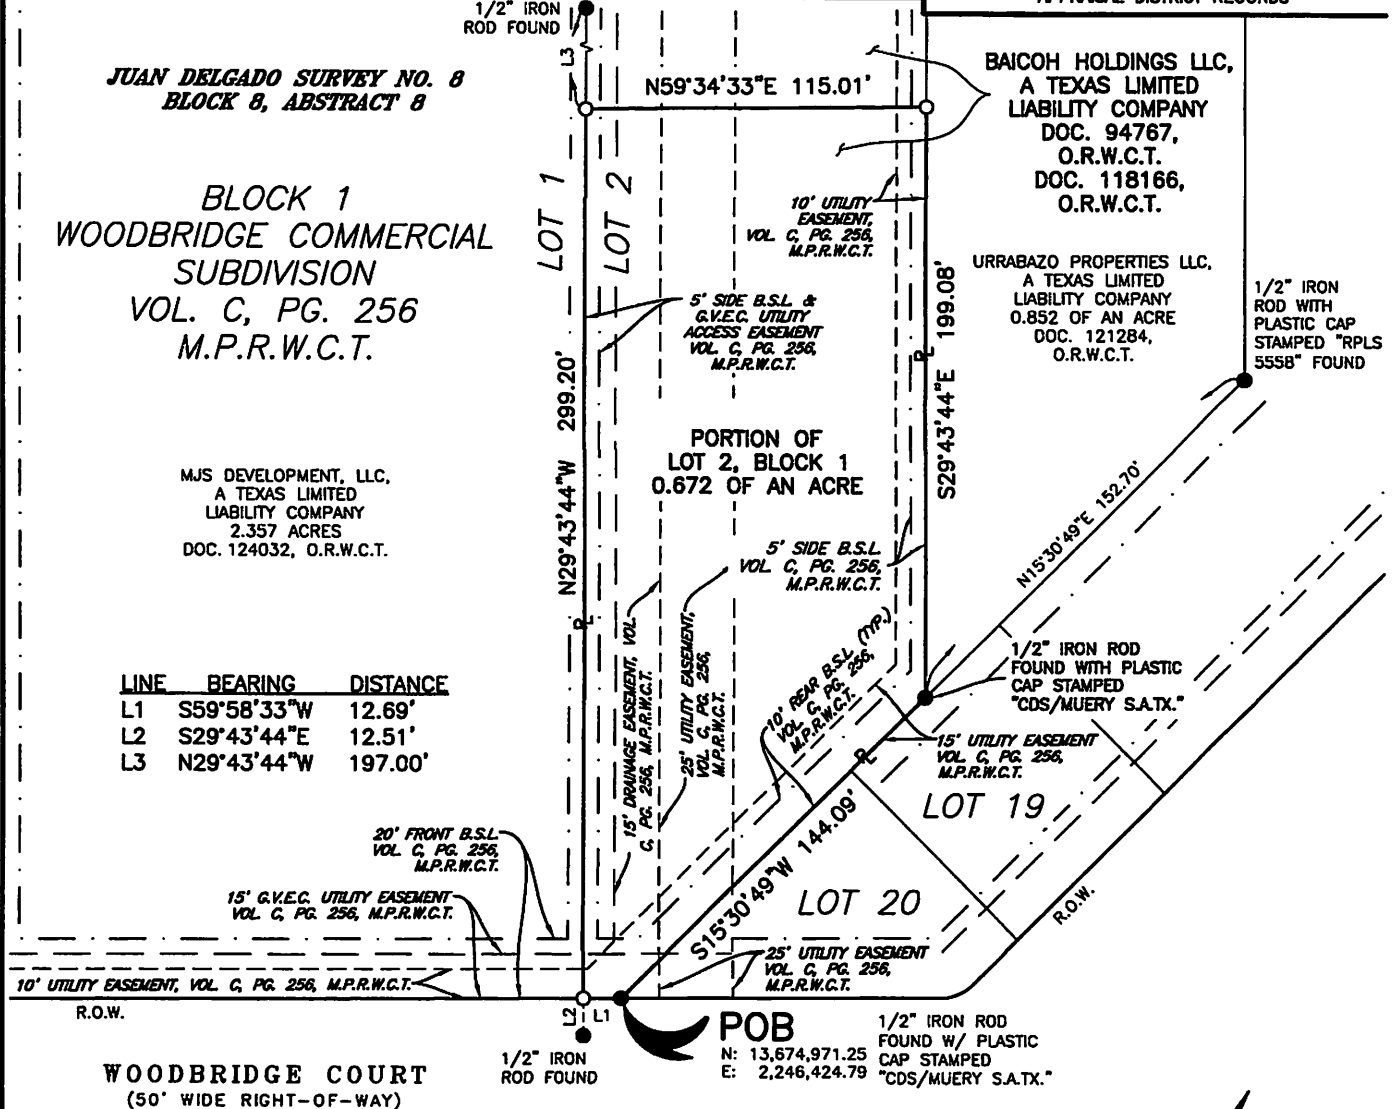 1/2" IRON
ROD FOUND
L3
JUAN DELGADO SURVEY NO. 8
BLOCK 8, ABSTRACT 8
N59°34'33"E 115.01'
BAICOH HOLDINGS LLC,
A TEXAS LIMITED
LIABILITY COMPANY
DOC. 94767,
O.R.W.C.T.
DOC. 118166,
O.R.W.C.T.
BLOCK 1
WOODBRIDGE COMMERCIAL
SUBDIVISION
VOL. C, PG. 256
M.P.R.W.C.T.
LOT 1
LOT 2
10' UTILITY
EASEMENT,
VOL. C, PG. 256,
M.P.R.W.C.T.
URRABAZO PROPERTIES LLC,
A TEXAS LIMITED
LIABILITY COMPANY
0.852 OF AN ACRE
DOC. 121284,
O.R.W.C.T.
1/2" IRON
ROD WITH
PLASTIC CAP
STAMPED "RPLS
5558" FOUND
5' SIDE B.S.L. &
G.V.E.C. UTILITY
ACCESS EASEMENT
VOL. C, PG. 256,
M.P.R.W.C.T.
N29°43'44"W 299.20'
S29°43'44"E 199.08'
PL
PORTION OF
LOT 2, BLOCK 1
0.672 OF AN ACRE
MJS DEVELOPMENT, LLC,
A TEXAS LIMITED
LIABILITY COMPANY
2.357 ACRES
DOC. 124032, O.R.W.C.T.
N15°30'49"E 152.70'
5' SIDE B.S.L.
VOL. C, PG. 256,
M.P.R.W.C.T.
PL
15' DRAINAGE EASEMENT, VOL.
C, PG. 256, M.P.R.W.C.T.
25' UTILITY EASEMENT,
VOL. C, PG. 256,
M.P.R.W.C.T.
10' REAR B.S.L. (TYP.)
VOL. C, PG. 256,
M.P.R.W.C.T.
1/2" IRON ROD
FOUND WITH PLASTIC
CAP STAMPED
"CDS/MUERY S.A.TX."
LINE BEARING DISTANCE
L1 S59°58'33"W 12.69'
L2 S29°43'44"E 12.51'
L3 N29°43'44"W 197.00'
PL
15' UTILITY EASEMENT
VOL. C, PG. 256,
M.P.R.W.C.T.
LOT 19
S15°30'49"W 144.09'
20' FRONT B.S.L.
VOL. C, PG. 256,
M.P.R.W.C.T.
15' G.V.E.C. UTILITY EASEMENT
VOL. C, PG. 256, M.P.R.W.C.T.
LOT 20
R.O.W.
25' UTILITY EASEMENT
VOL. C, PG. 256,
M.P.R.W.C.T.
10' UTILITY EASEMENT, VOL. C, PG. 256, M.P.R.W.C.T.
R.O.W.
L2
L1
POB
N: 13,674,971.25
E: 2,246,424.79
1/2" IRON ROD
FOUND W/ PLASTIC
CAP STAMPED
"CDS/MUERY S.A.TX."
1/2" IRON
ROD FOUND
WOODBRIDGE COURT
(50' WIDE RIGHT-OF-WAY)